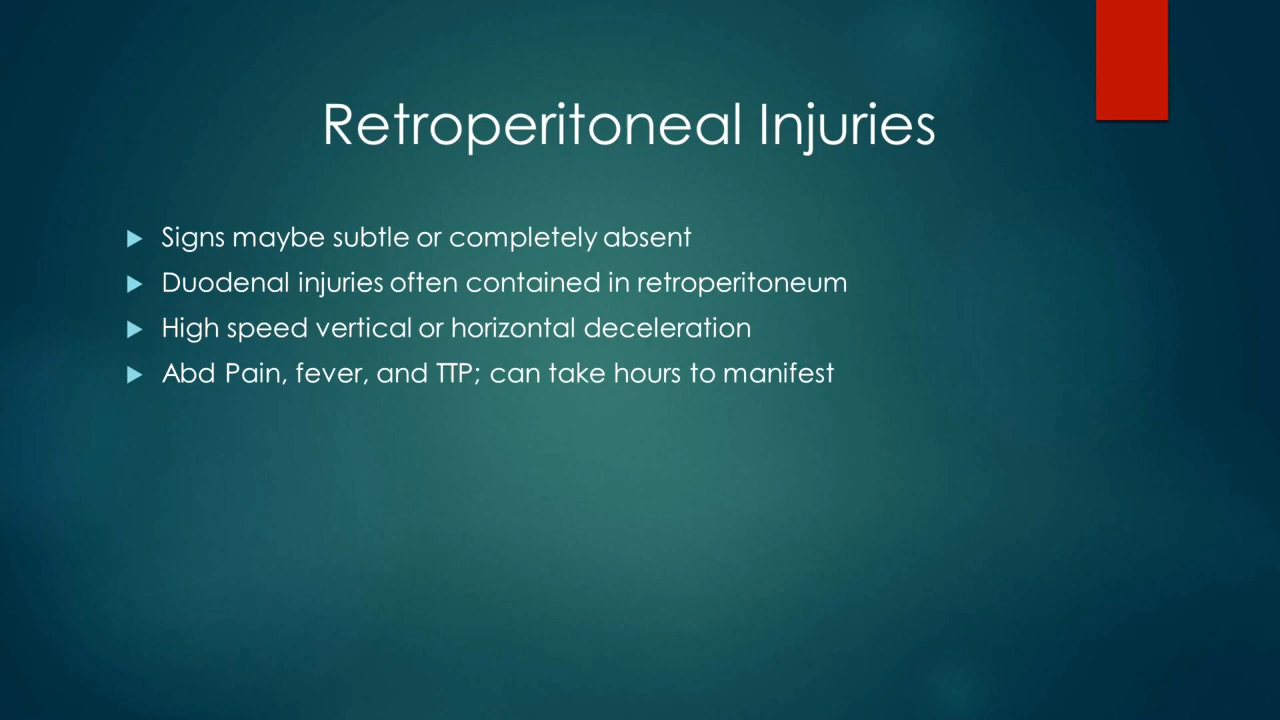 Retroperitoneal Injuries
Signs maybe subtle or completely absent
Duodenal injuries often contained in retroperitoneum
High speed vertical or horizontal deceleration
Abd Pain, fever, and TTP; can take hours to manifest